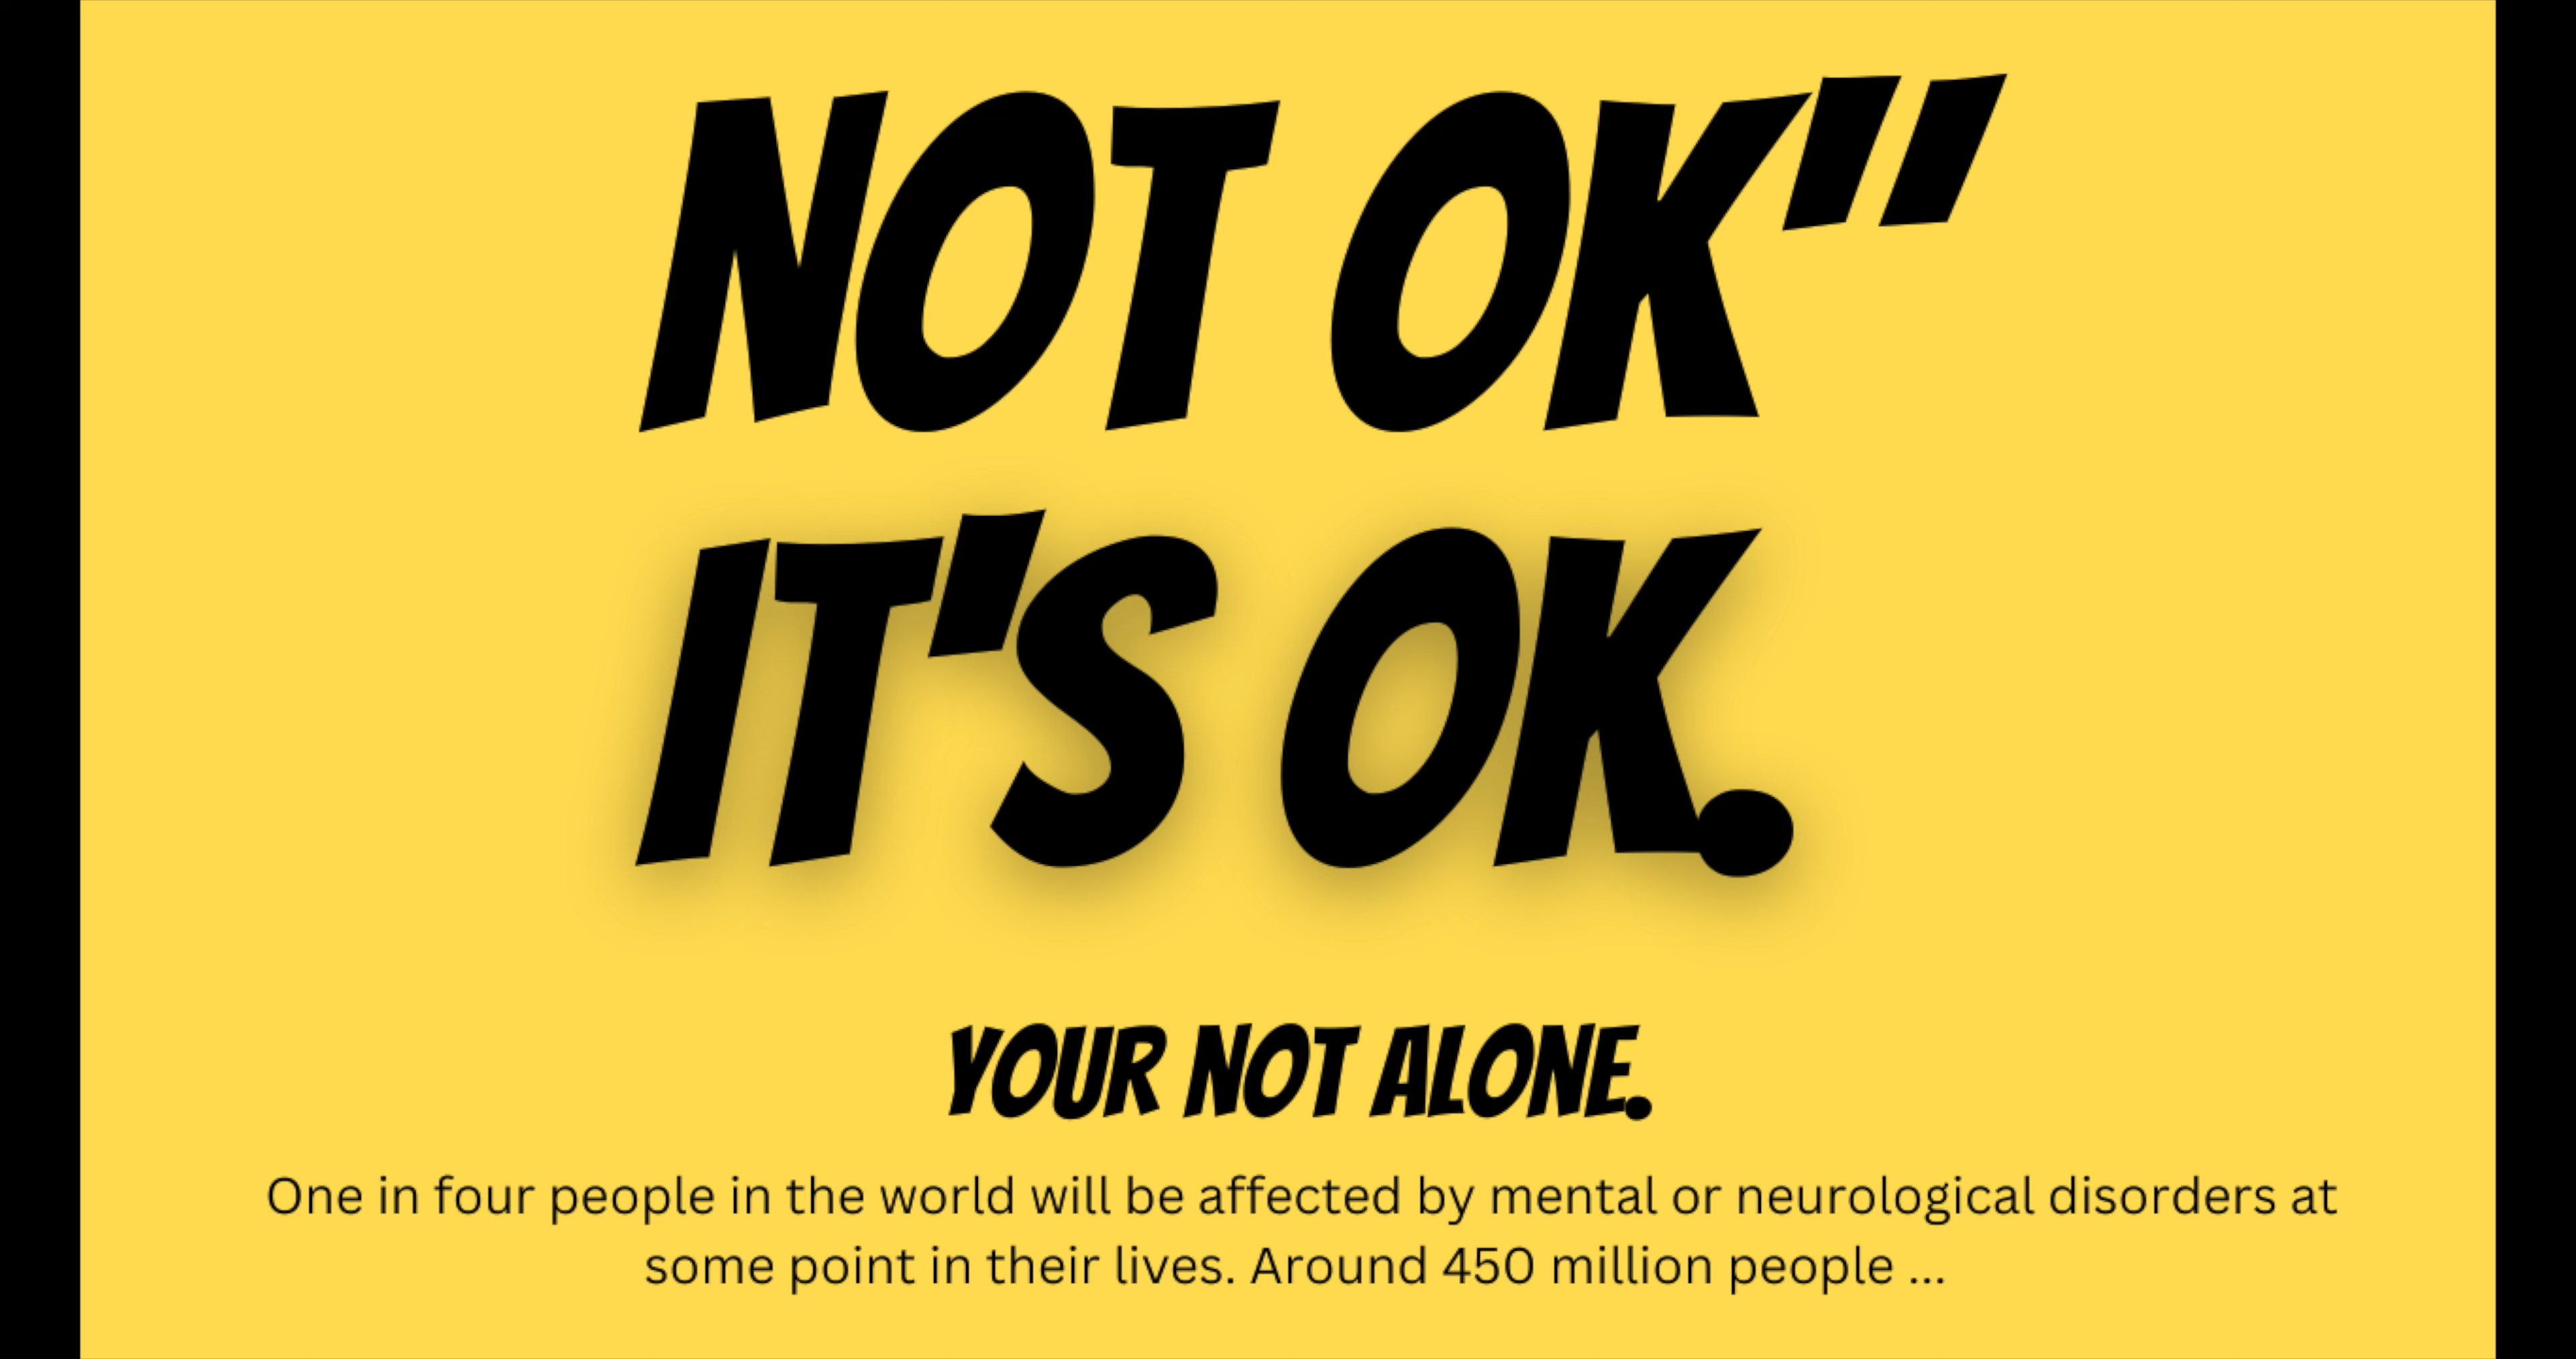 NOT OK"
IT'S OK.
YOUR NOT ALONE.
One in four people in the world will be affected by mental or neurological disorders at
some point in their lives. Around 450 million people ...